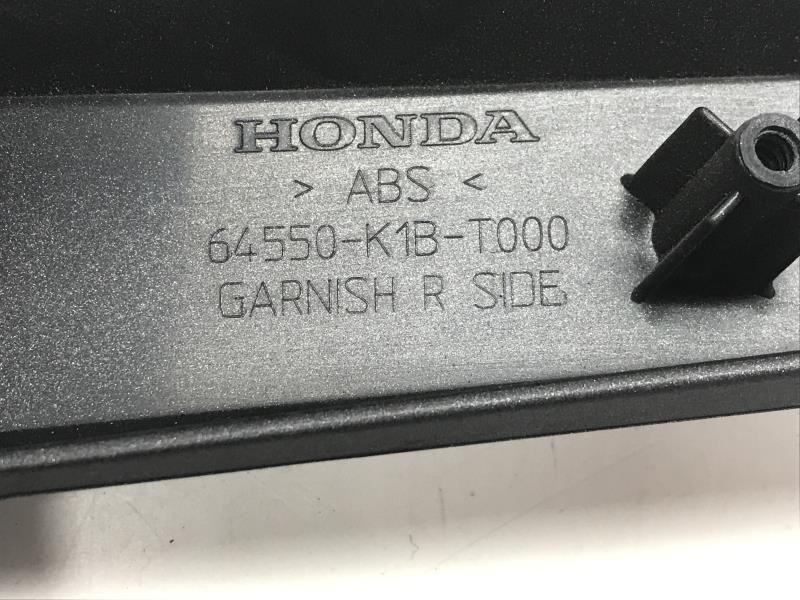 HONDA
> ABS <
64550-K1B-T000
GARNISH R SIDE